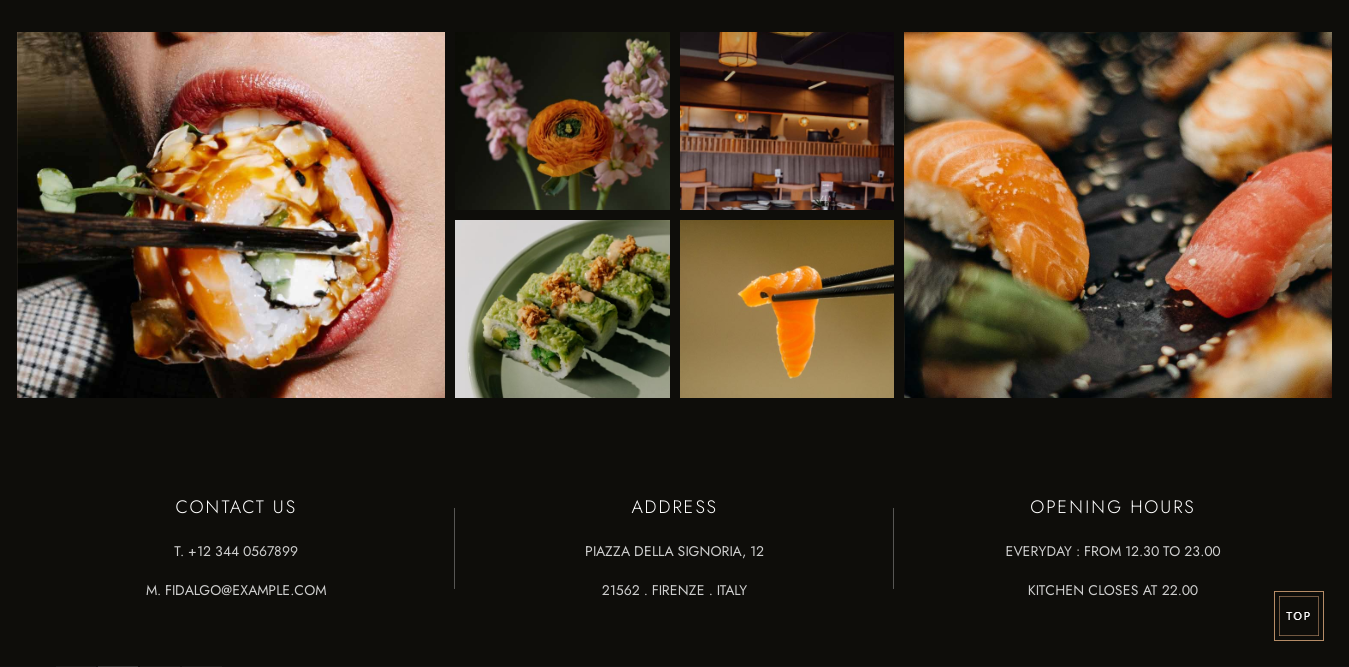 CONTACT US
T. +12 344 0567899
M. FIDALGO@EXAMPLE.COM
ADDRESS
PIAZZA DELLA SIGNORIA, 12
21562 . FIRENZE . ITALY
OPENING HOURS
EVERYDAY : FROM 12.30 TO 23.00
KITCHEN CLOSES AT 22.00
TOP